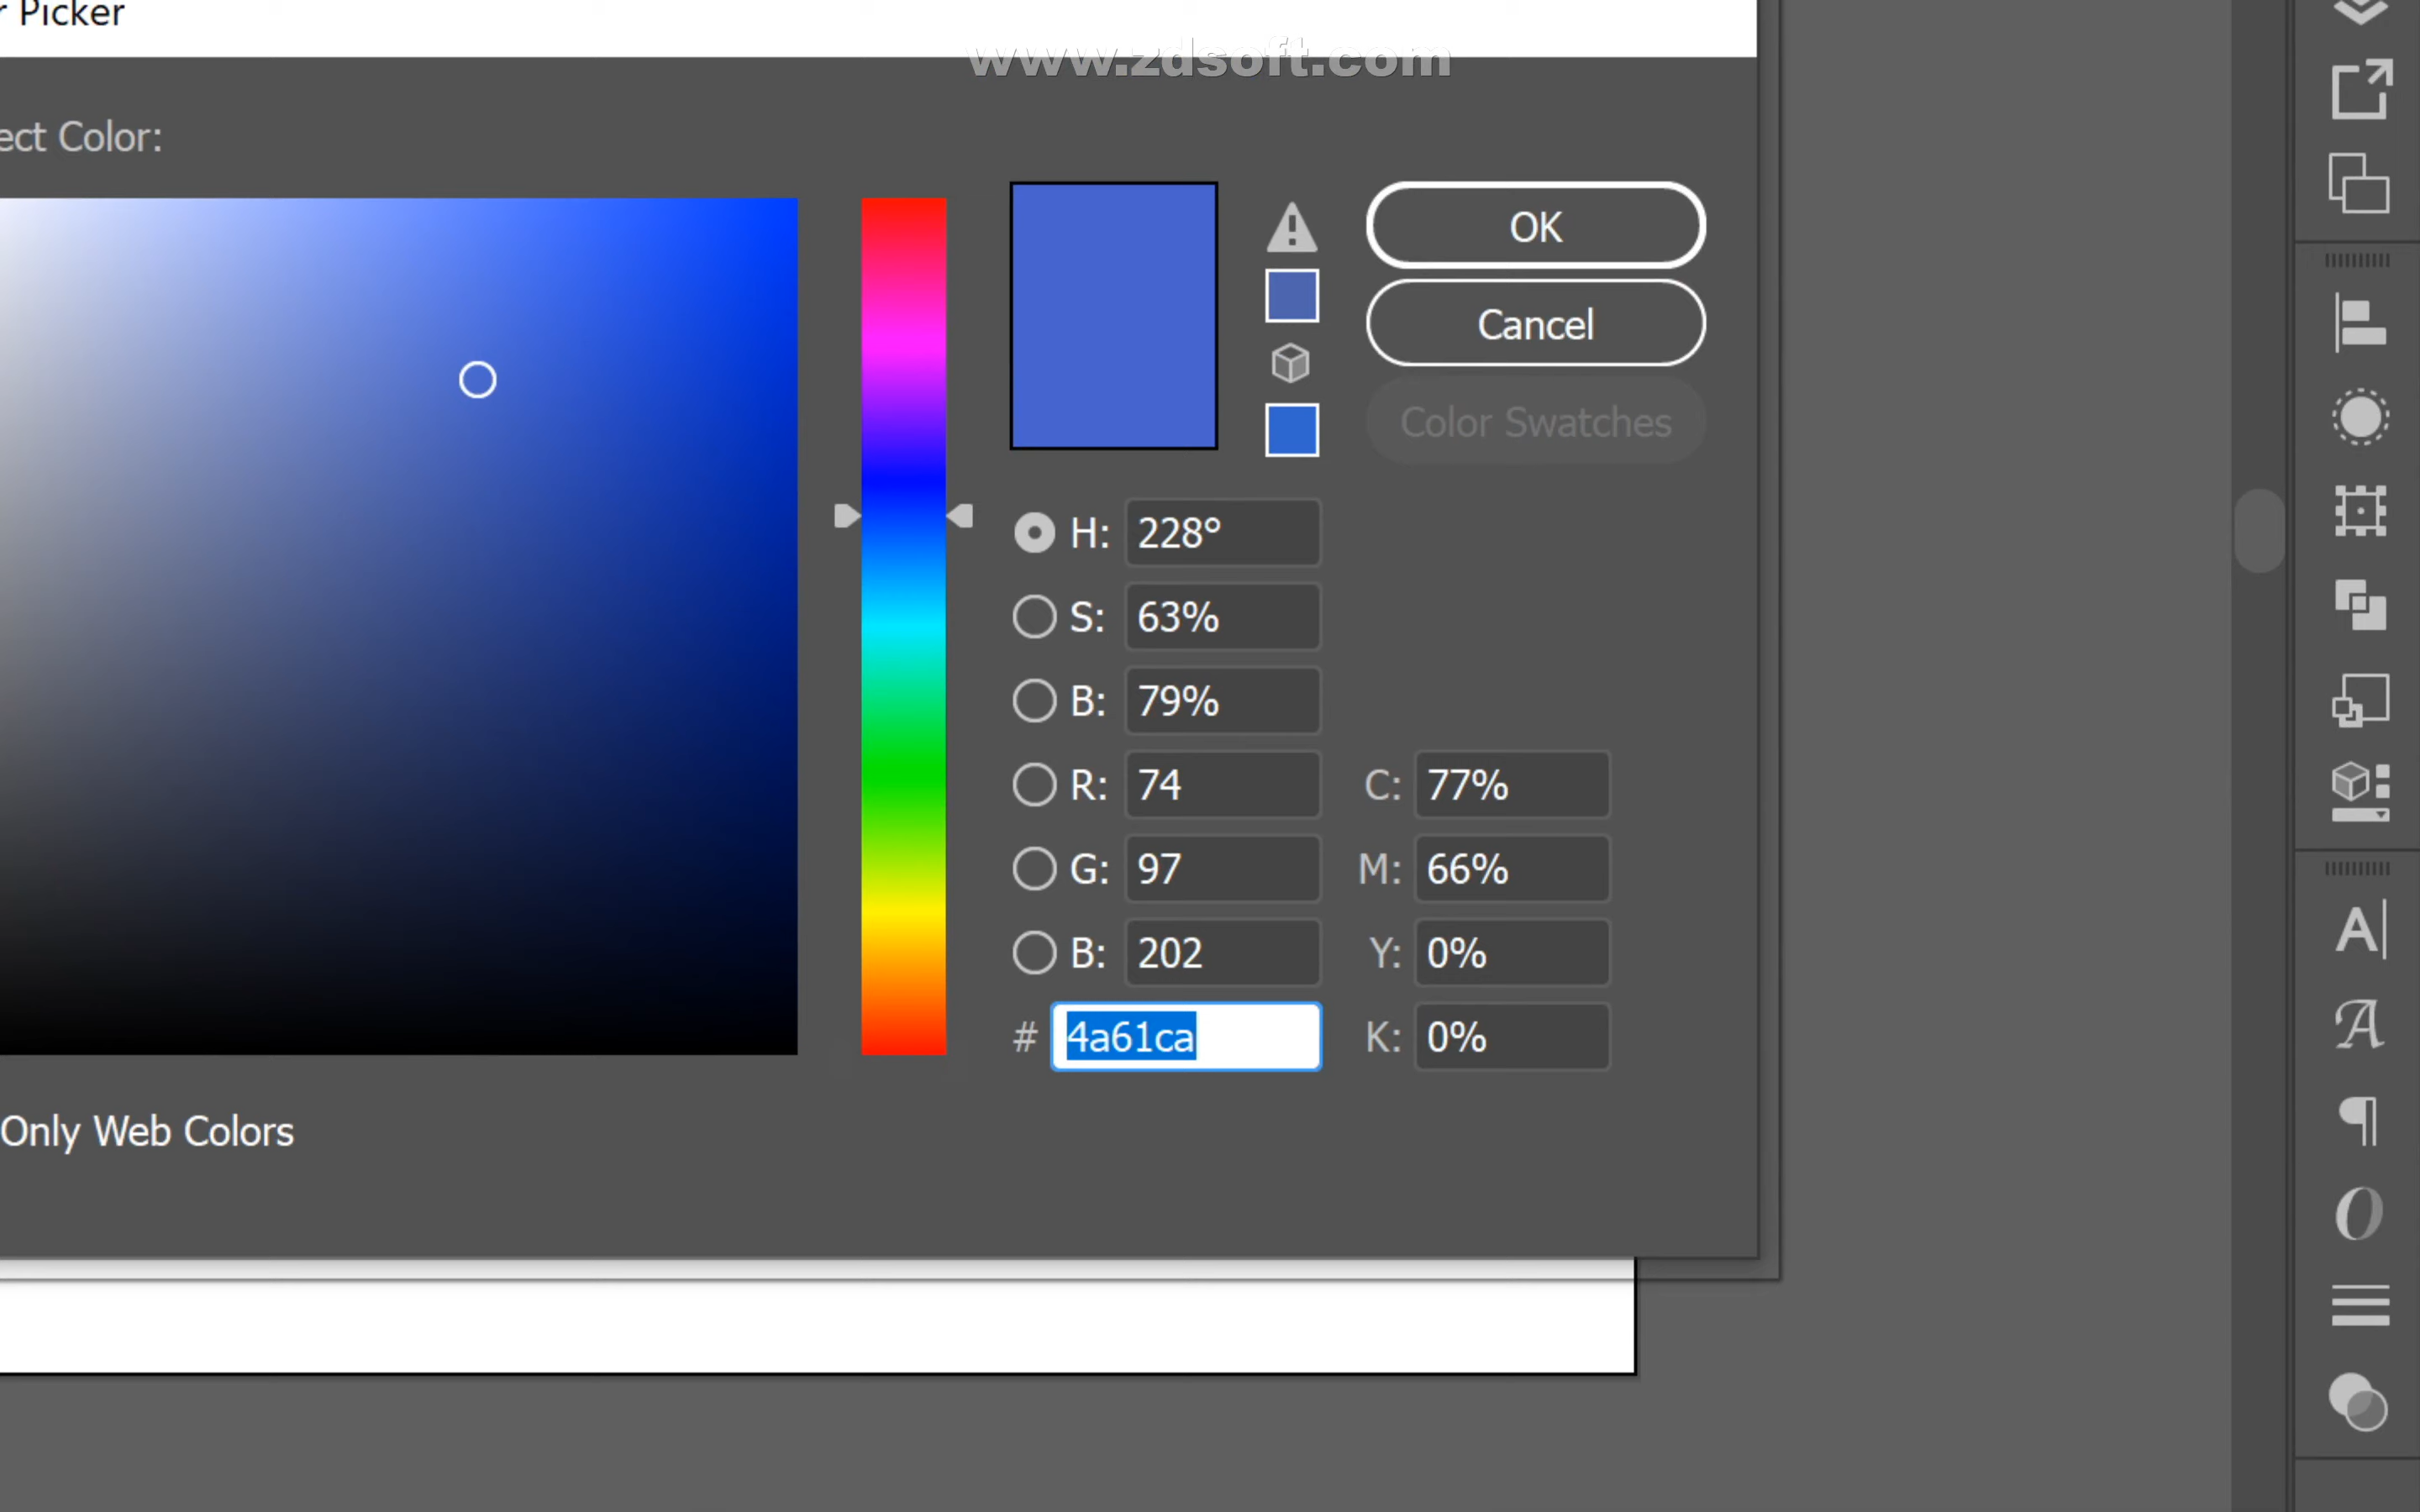 r Picker
www.zdsoft.com
ect Color:
OK
Cancel
Color Swatches
H: 228°
S: 63%
B: 79%
R: 74 C: 77%
G: 97 M: 66%
B: 202 Y: 0%
# 4a61ca K: 0%
Only Web Colors